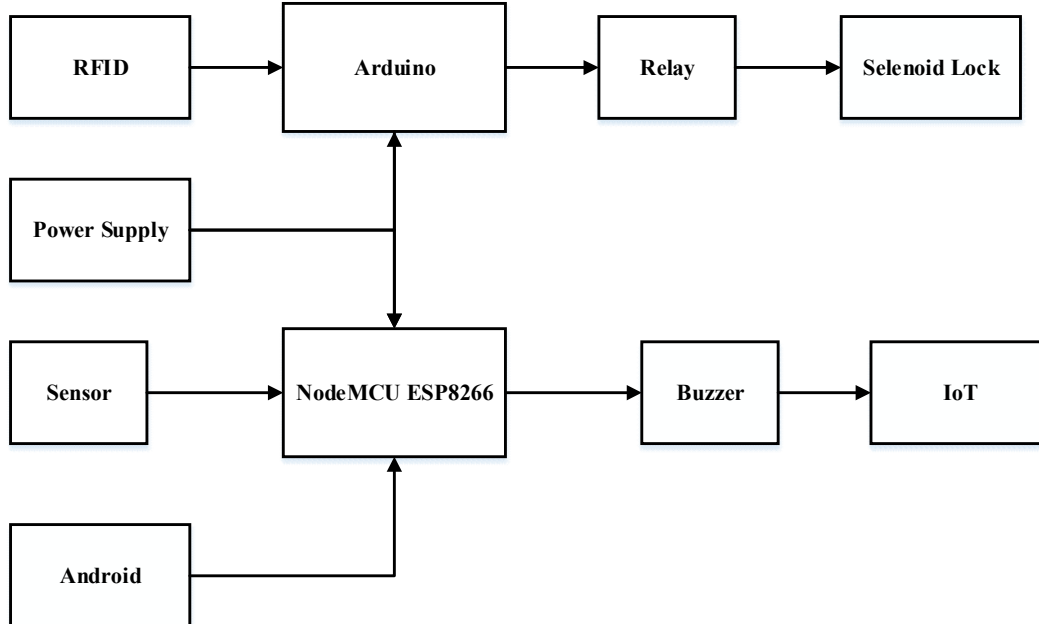 RFID
Arduino
Relay
Selenoid Lock
Power Supply
Sensor
NodeMCU ESP8266
Buzzer
IoT
Android